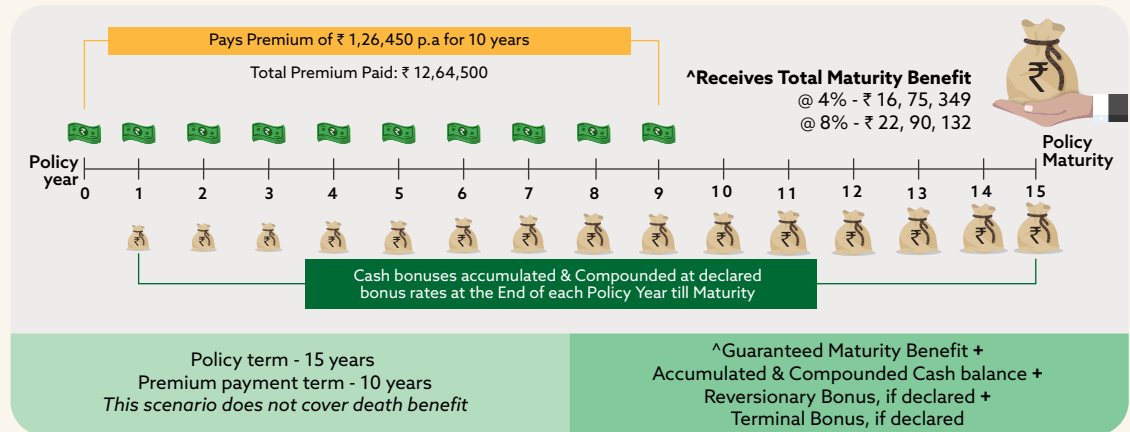 Pays Premium of ₹ 1,26,450 p.a for 10 years
Total Premium Paid: ₹ 12,64,500
^Receives Total Maturity Benefit
@ 4% - ₹ 16, 75, 349
@ 8% - ₹ 22, 90, 132
₹
Policy
Maturity
Policy
year
0 1 2 3 4 5 6 7 8 9 10 11 12 13 14 15
Cash bonuses accumulated & Compounded at declared
bonus rates at the End of each Policy Year till Maturity
Policy term - 15 years
Premium payment term - 10 years
This scenario does not cover death benefit
^Guaranteed Maturity Benefit +
Accumulated & Compounded Cash balance +
Reversionary Bonus, if declared +
Terminal Bonus, if declared